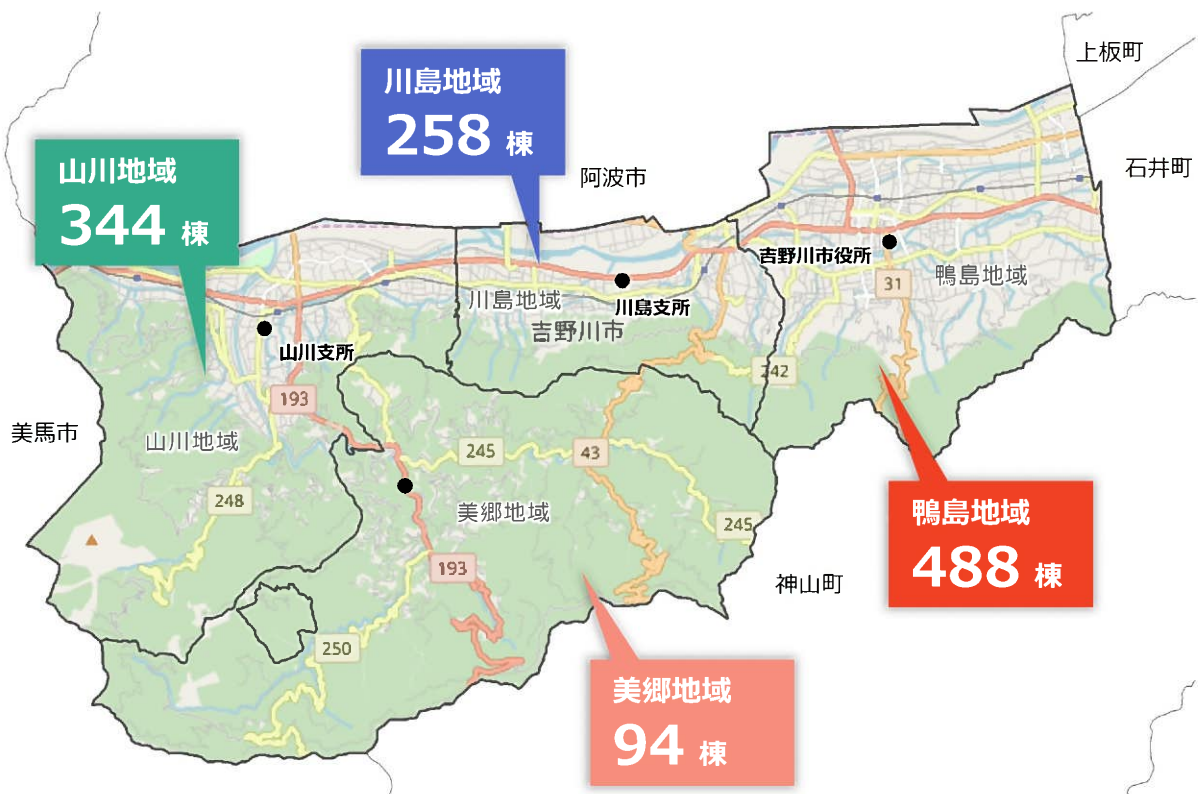 上板町
川島地域
258 棟
山川地域
344 棟
阿波市
石井町
吉野川市役所
鴨島地域
31
川島地域
川島支所
吉野川市
山川支所
242
193
美馬市
山川地域
245
43
248
美郷地域
245
鴨島地域
488 棟
193
神山町
250
美郷地域
94 棟